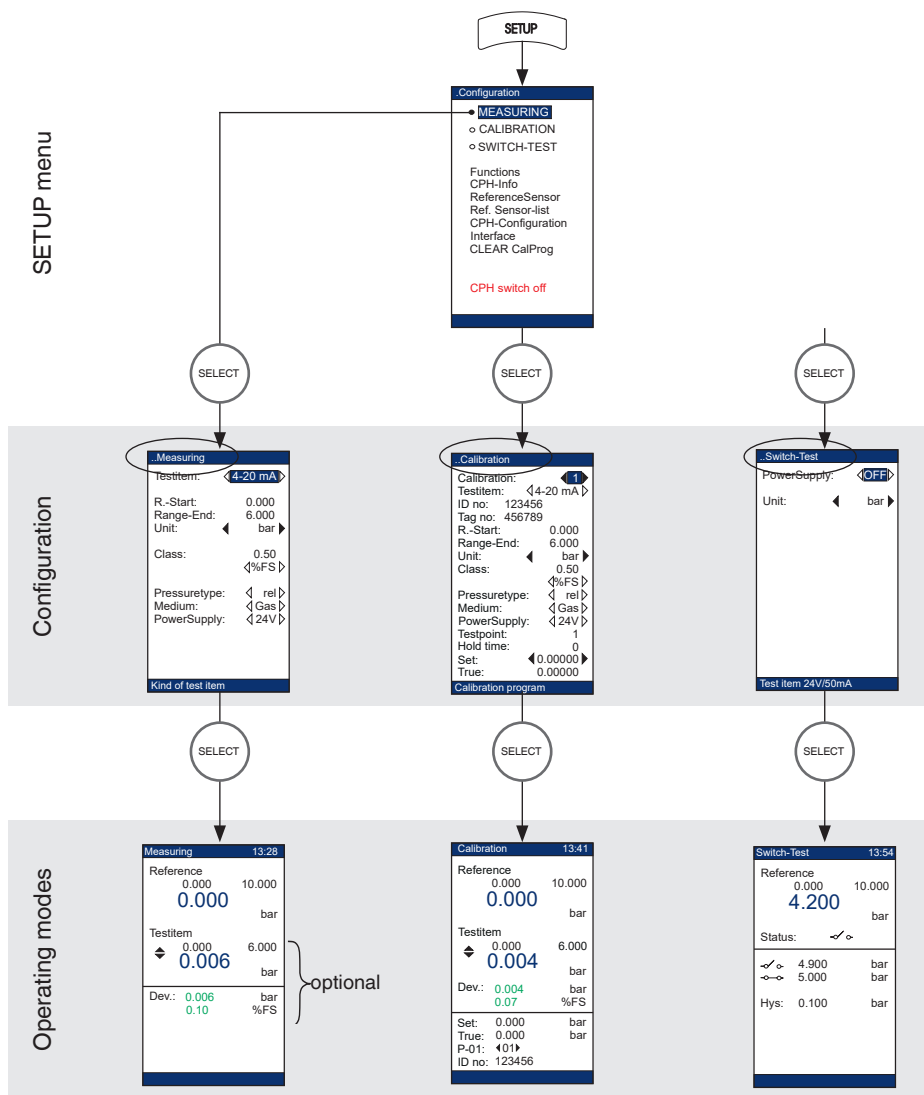 SETUP
SETUP menu
.Configuration
MEASURING
CALIBRATION
SWITCH-TEST
Functions
CPH-Info
ReferenceSensor
Ref. Sensor-list
CPH-Configuration
Interface
CLEAR CalProg
CPH switch off
SELECT
SELECT
SELECT
Configuration
..Measuring
Testitem: 4-20 mA
R.-Start: 0.000
Range-End: 6.000
Unit: bar
Class: 0.50
%FS
Pressuretype: rel
Medium: Gas
PowerSupply: 24V
Kind of test item
..Calibration
Calibration: 1
Testitem: 4-20 mA
ID no: 123456
Tag no: 456789
R.-Start: 0.000
Range-End: 6.000
Unit: bar
Class: 0.50
%FS
Pressuretype: rel
Medium: Gas
PowerSupply: 24V
Testpoint: 1
Hold time: 0
Set: 0.00000
True: 0.00000
Calibration program
..Switch-Test
PowerSupply: OFF
Unit: bar
Test item 24V/50mA
SELECT
SELECT
SELECT
Operating modes
Measuring 13:28
Reference
0.000 10.000
0.000
bar
Testitem
0.000 6.000
0.006
bar
Dev.: 0.006 bar
0.10 %FS
optional
Calibration 13:41
Reference
0.000 10.000
0.000
bar
Testitem
0.000 6.000
0.004
bar
Dev.: 0.004 bar
0.07 %FS
Set: 0.000 bar
True: 0.000 bar
P-01: 01
ID no: 123456
Switch-Test 13:54
Reference
0.000 10.000
4.200
bar
Status:
4.900 bar
5.000 bar
Hys: 0.100 bar